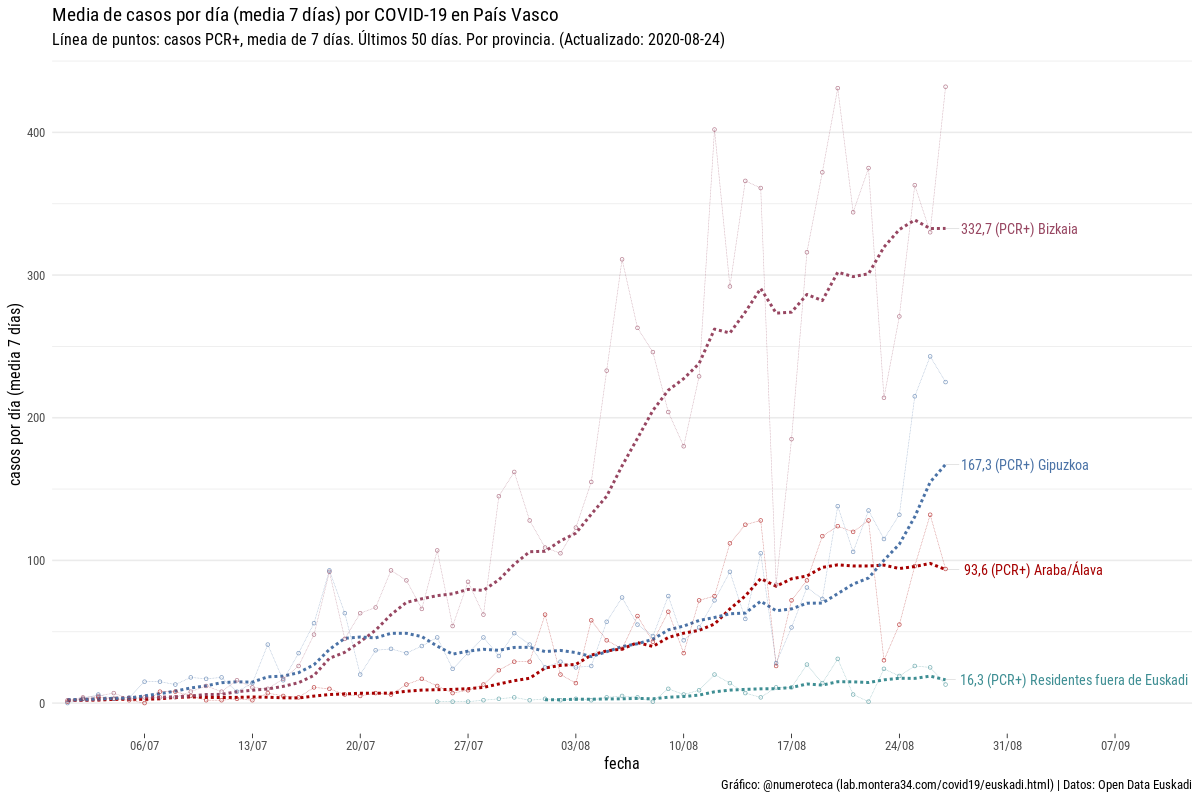 Media de casos por día (media 7 días) por COVID-19 en País Vasco
Línea de puntos: casos PCR+, media de 7 días. Últimos 50 días. Por provincia. (Actualizado: 2020-08-24)
casos por día (media 7 días)
400
300
200
100
0
332,7 (PCR+) Bizkaia
167,3 (PCR+) Gipuzkoa
93,6 (PCR+) Araba/Álava
16,3 (PCR+) Residentes fuera de Euskadi
06/07 13/07 20/07 27/07 03/08 10/08 17/08 24/08 31/08 07/09
fecha
Gráfico: @numeroteca (lab.montera34.com/covid19/euskadi.html) | Datos: Open Data Euskadi